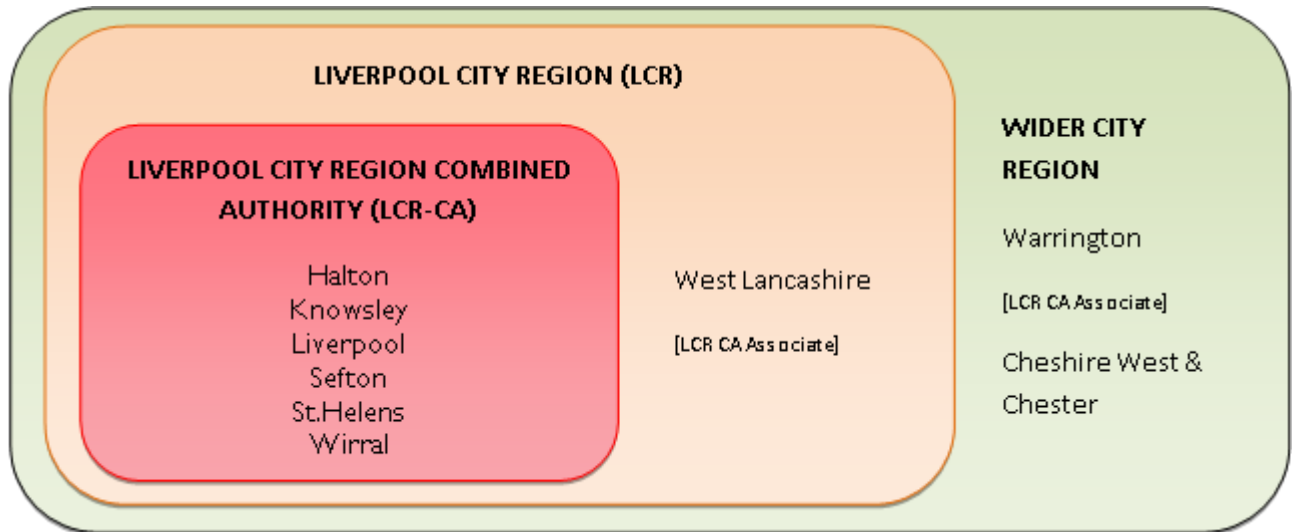 LIVERPOOL CITY REGION (LCR)
LIVERPOOL CITY REGION COMBINED
AUTHORITY (LCR-CA)
Halton
Knowsley
Liverpool
Sefton
St.Helens
Wirral
West Lancashire
[LCR CA Associate]
WIDER CITY
REGION
Warrington
[LCR CA Associate]
Cheshire West &
Chester